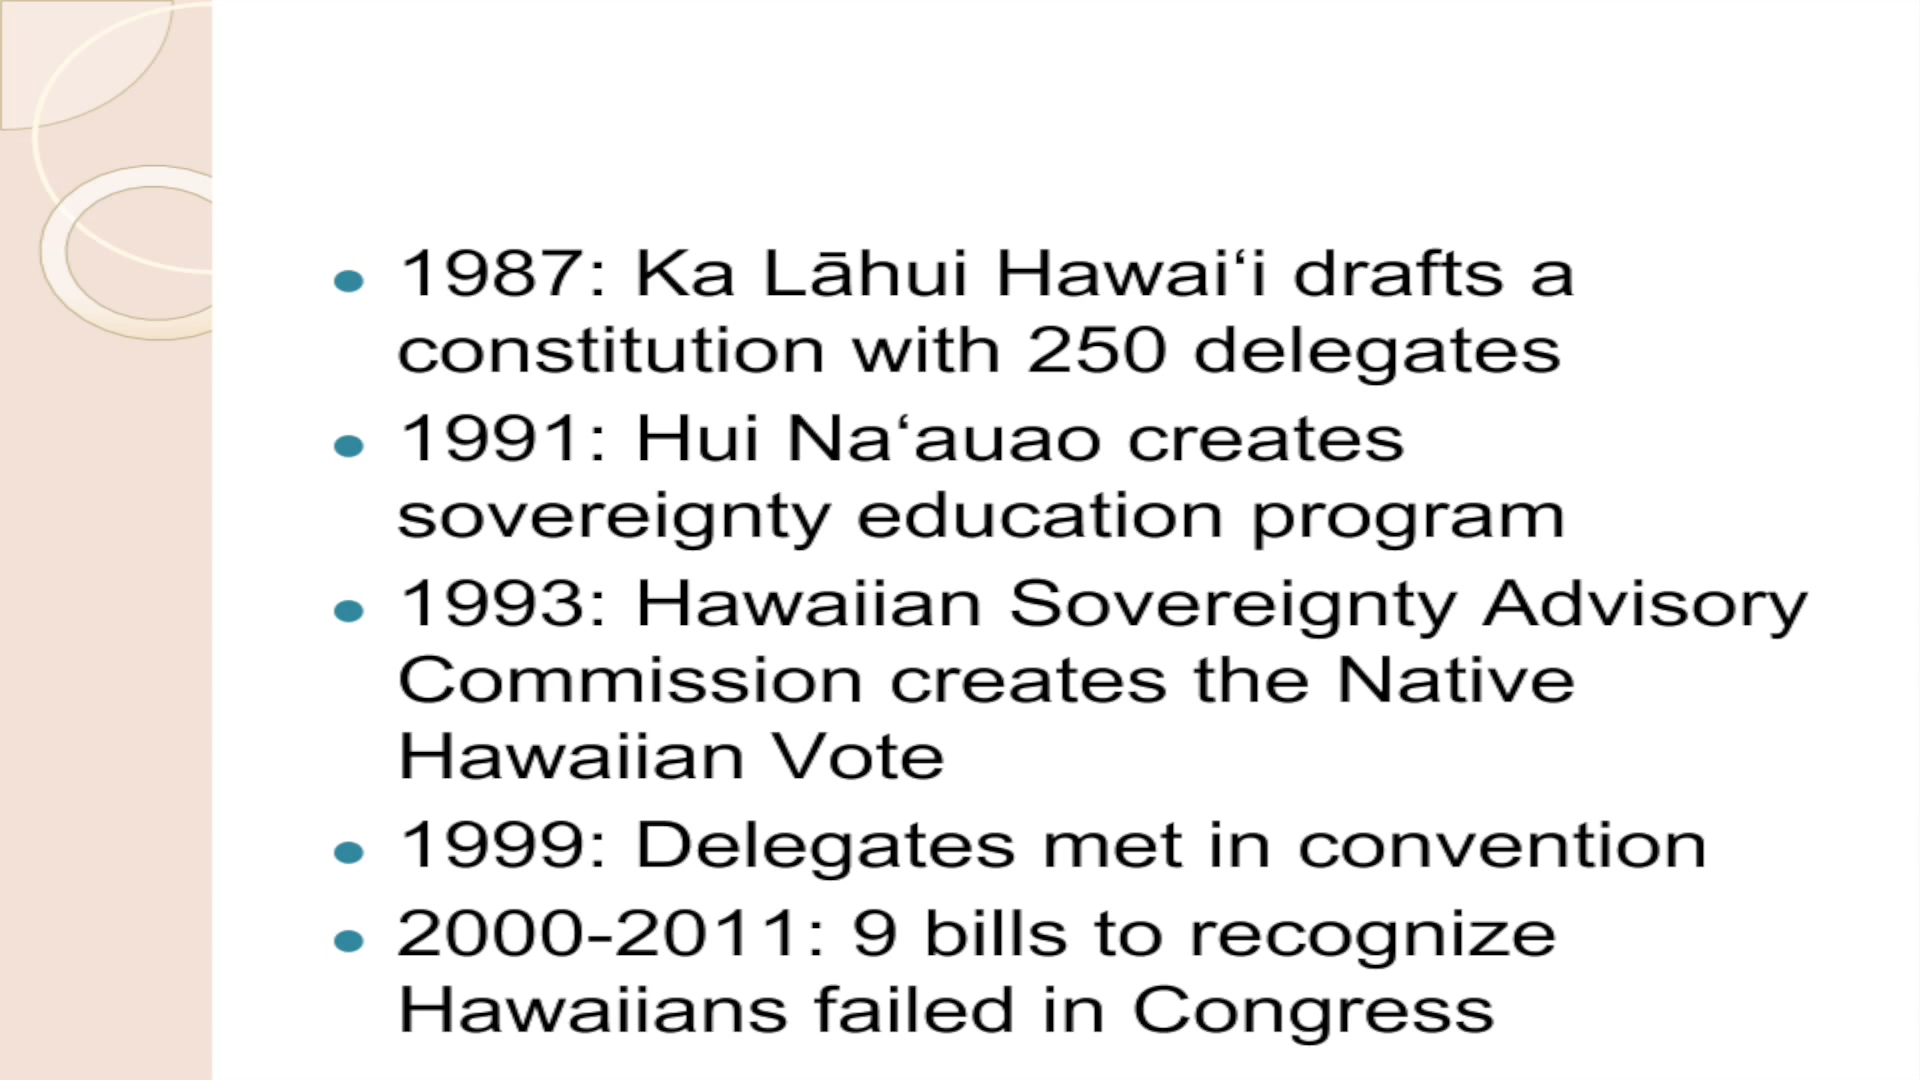 • 1987: Ka Lāhui Hawaiʻi drafts a
constitution with 250 delegates
• 1991: Hui Naʻauao creates
sovereignty education program
• 1993: Hawaiian Sovereignty Advisory
Commission creates the Native
Hawaiian Vote
• 1999: Delegates met in convention
• 2000-2011: 9 bills to recognize
Hawaiians failed in Congress